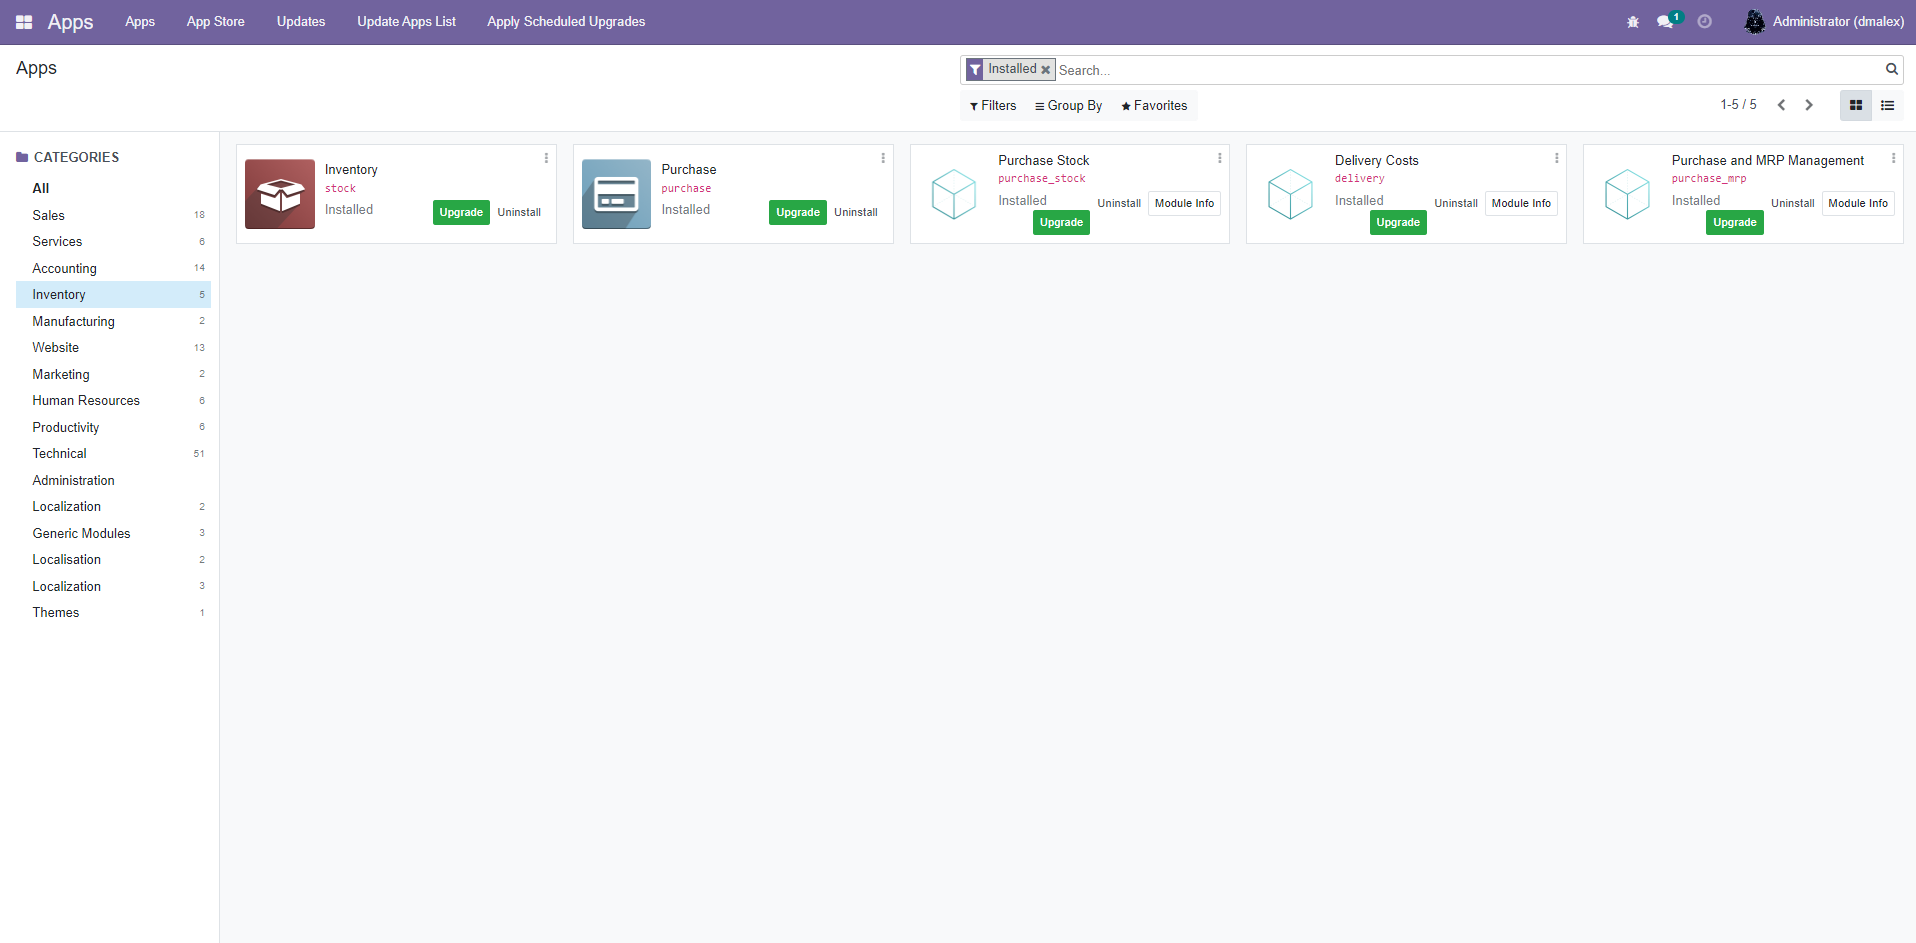 Apps Apps App Store Updates Update Apps List Apply Scheduled Upgrades 1 Administrator (dmalex)
Apps
Installed Search...
Filters Group By Favorites 1-5 / 5
CATEGORIES
All
Sales 18
Services 6
Accounting 14
Inventory 5
Manufacturing 2
Website 13
Marketing 2
Human Resources 6
Productivity 6
Technical 51
Administration
Localization 2
Generic Modules 3
Localisation 2
Localization 3
Themes 1
Inventory
stock
Installed Upgrade Uninstall
Purchase
purchase
Installed Upgrade Uninstall
Purchase Stock
purchase_stock
Installed Uninstall Module Info
Upgrade
Delivery Costs
delivery
Installed Uninstall Module Info
Upgrade
Purchase and MRP Management
purchase_mrp
Installed Uninstall Module Info
Upgrade